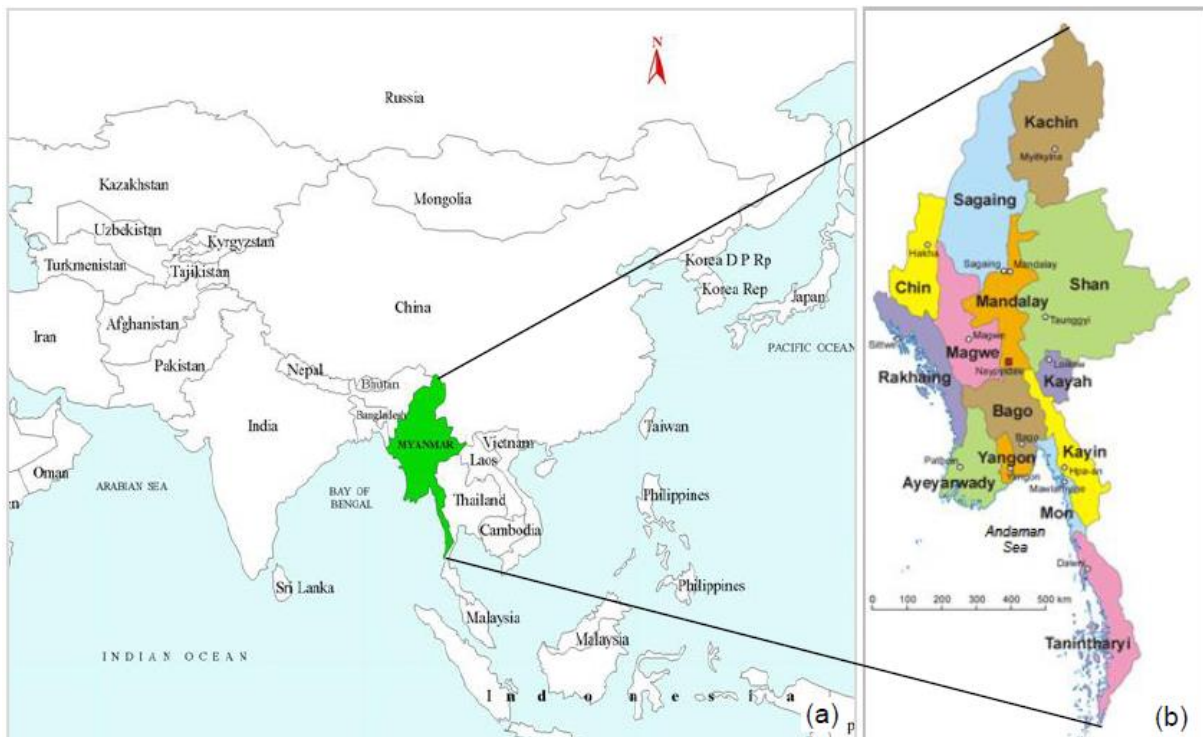 N
Russia
Kazakhstan
Mongolia
Uzbekistan
Kyrgyzstan
Turkmenistan
Tajikistan
Korea D P Rp
Korea Rep
Japan
China
Iran
Afghanistan
Pakistan
Nepal
Bhutan
PACIFIC OCEAN
Bangladesh
India
MYANMAR
Taiwan
Vietnam
Laos
Oman
en
ARABIAN SEA
BAY OF
BENGAL
Thailand
Philippines
Cambodia
Sri Lanka
Philippines
Malaysia
Malaysia
INDIAN OCEAN
Indonesia
p
(a)
Kachin
Myitkyina
Sagaing
Hakha
Sagaing
Mandalay
Chin
Mandalay
Shan
Taunggyi
Magwe
Sittwe
Magwe
Naypyidaw
Loikaw
Rakhaing
Kayah
Bago
Bago
Pathein
Yangon
Yangon
Kayin
Hpa-an
Ayeyarwady
Mawlamyine
Mon
Andaman
Sea
Dawei
0 100 200 300 400 500 km
Tanintharyi
(b)